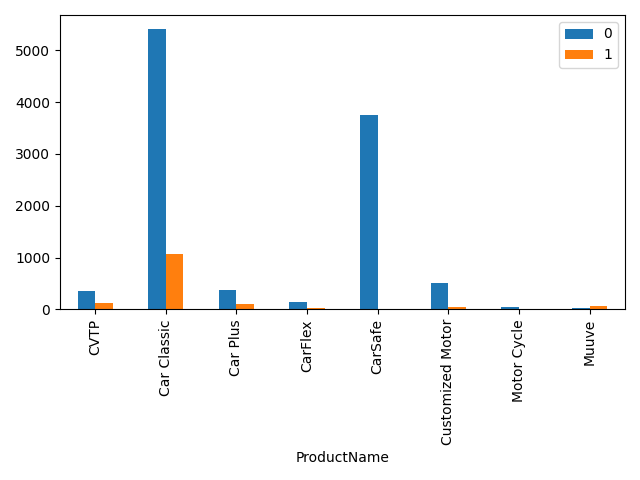 0
1
5000
4000
3000
2000
1000
0
CVTP
Car Classic
Car Plus
CarFlex
CarSafe
Customized Motor
Motor Cycle
Muuve
ProductName